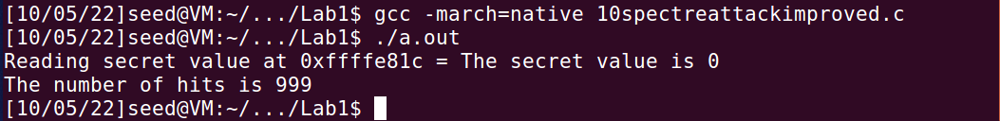 [10/05/22]seed@VM:~/.../Lab1$ gcc -march=native 10spectreattackimproved.c
[10/05/22]seed@VM:~/.../Lab1$ ./a.out
Reading secret value at 0xffffe81c = The secret value is 0
The number of hits is 999
[10/05/22]seed@VM:~/.../Lab1$